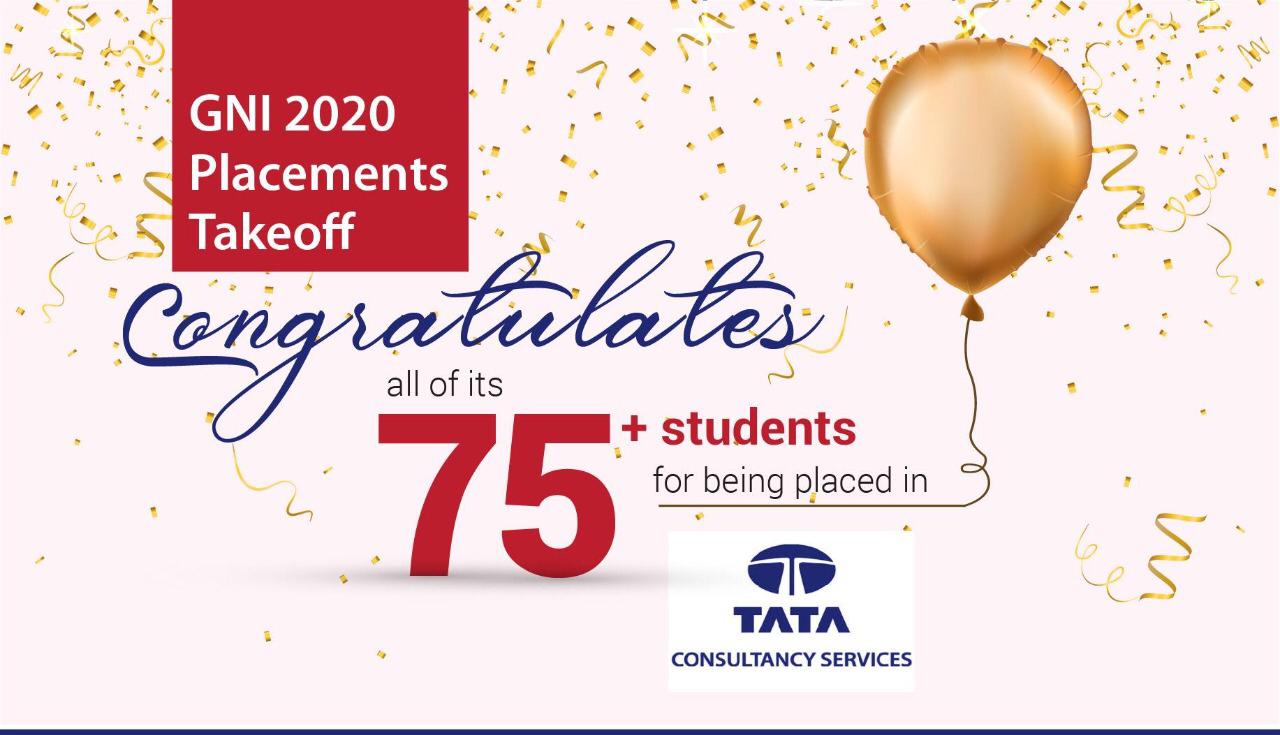 GNI 2020
Placements
Takeoff
Congratulates
all of its
75+ students
for being placed in
TATA
CONSULTANCY SERVICES